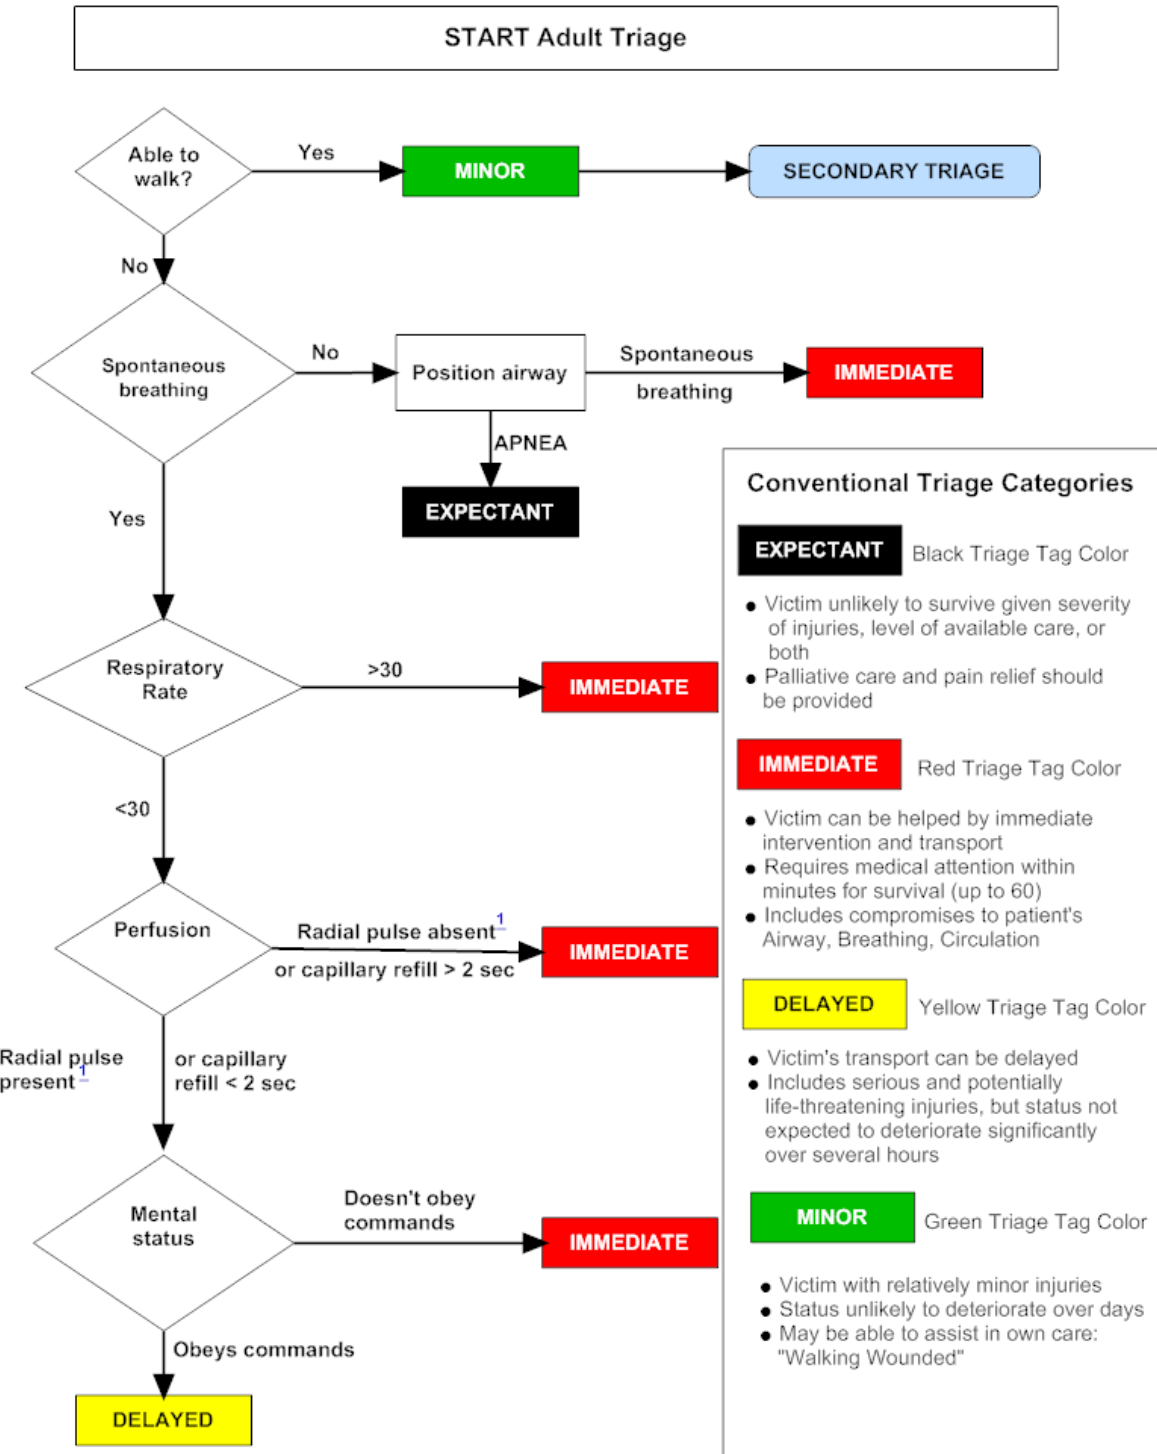 START Adult Triage
Able to
walk?
Yes
MINOR
SECONDARY TRIAGE
No
Spontaneous
breathing
No
Position airway
Spontaneous
breathing
IMMEDIATE
APNEA
EXPECTANT
Yes
Respiratory
Rate
>30
IMMEDIATE
<30
Perfusion
Radial pulse absent1
or capillary refill > 2 sec
IMMEDIATE
Radial pulse
present1
or capillary
refill < 2 sec
Mental
status
Doesn't obey
commands
IMMEDIATE
Obeys commands
DELAYED
Conventional Triage Categories
EXPECTANT Black Triage Tag Color
● Victim unlikely to survive given severity
of injuries, level of available care, or
both
● Palliative care and pain relief should
be provided
IMMEDIATE Red Triage Tag Color
● Victim can be helped by immediate
intervention and transport
● Requires medical attention within
minutes for survival (up to 60)
● Includes compromises to patient's
Airway, Breathing, Circulation
DELAYED Yellow Triage Tag Color
● Victim's transport can be delayed
● Includes serious and potentially
life-threatening injuries, but status not
expected to deteriorate significantly
over several hours
MINOR Green Triage Tag Color
● Victim with relatively minor injuries
● Status unlikely to deteriorate over days
● May be able to assist in own care:
"Walking Wounded"